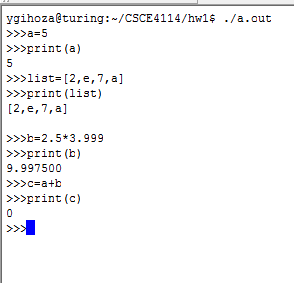 ygihoza@turing:~/CSCE4114/hw1$ ./a.out
>>>a=5
>>>print(a)
5
>>>list=[2,e,7,a]
>>>print(list)
[2,e,7,a]
>>>b=2.5*3.999
>>>print(b)
9.997500
>>>c=a+b
>>>print(c)
0
>>>